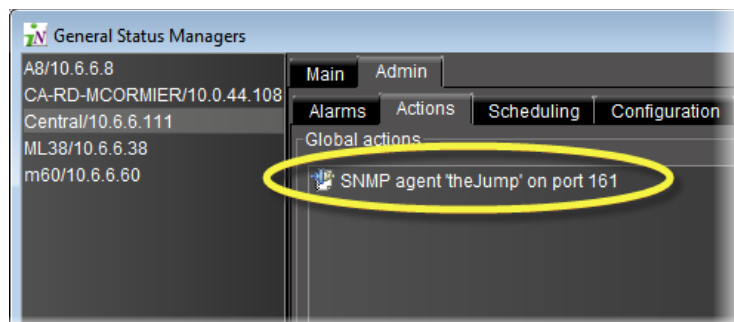 General Status Managers
A8/10.6.6.8
CA-RD-MCORMIER/10.0.44.108
Central/10.6.6.111
ML38/10.6.6.38
m60/10.6.6.60
Main Admin
Alarms Actions Scheduling Configuration
Global actions
SNMP agent 'theJump' on port 161